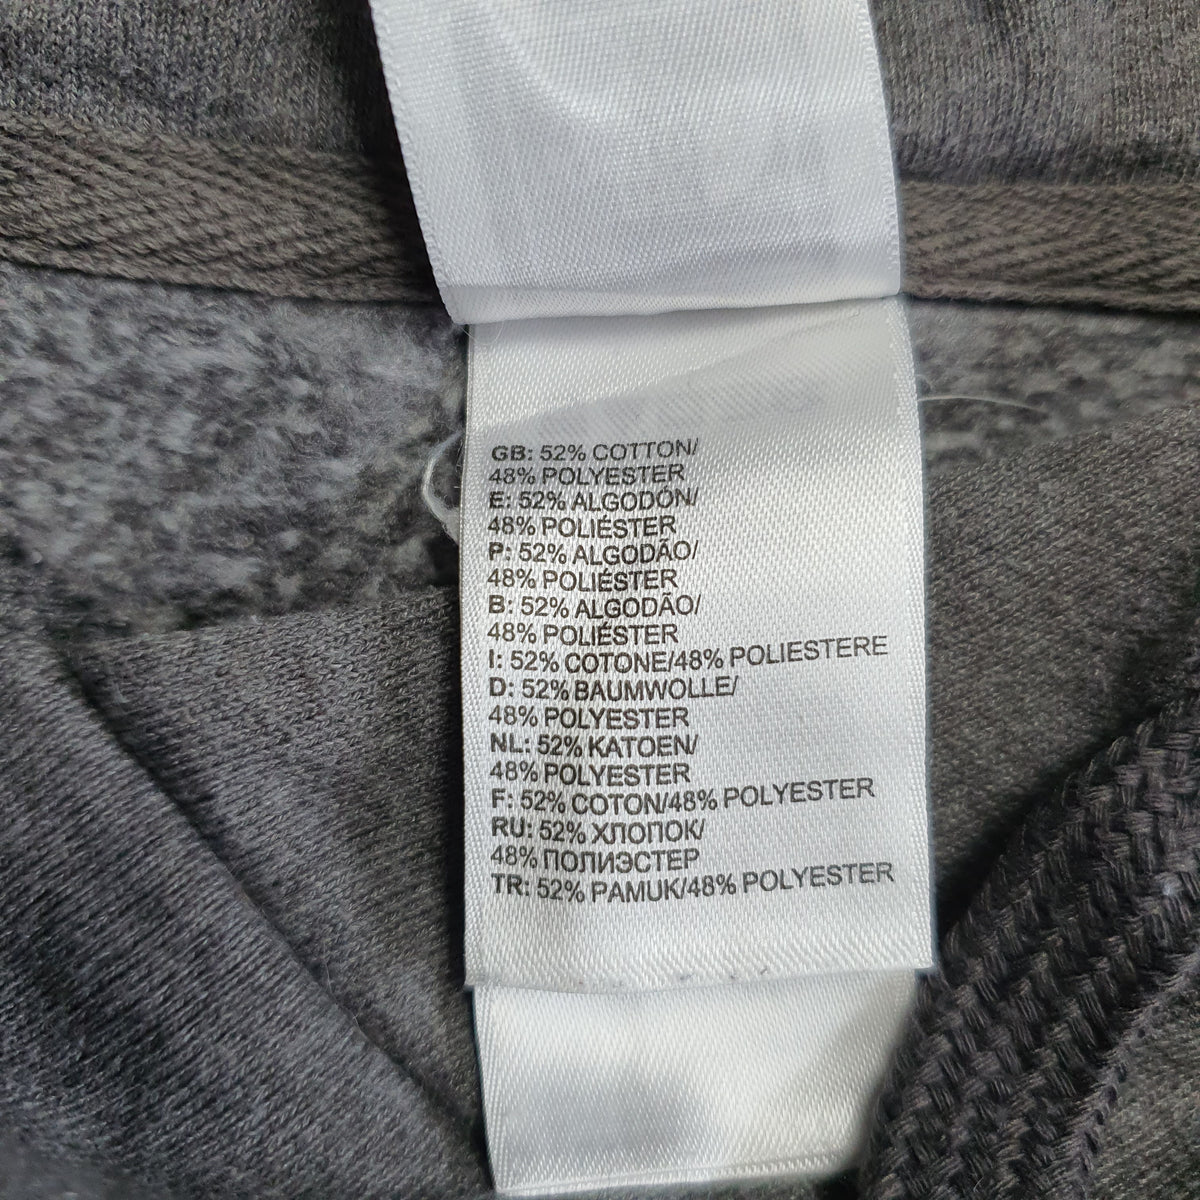 GB: 52% COTTON/
48% POLYESTER
E: 52% ALGODÓN/
48% POLIÉSTER
P: 52% ALGODÃO/
48% POLIÉSTER
B: 52% ALGODÃO/
48% POLIÉSTER
I: 52% COTONE/48% POLIESTERE
D: 52% BAUMWOLLE/
48% POLYESTER
NL: 52% KATOEN/
48% POLYESTER
F: 52% COTON/48% POLYESTER
RU: 52% ХЛОПОК/
48% ПОЛИЭСТЕР
TR: 52% PAMUK/48% POLYESTER